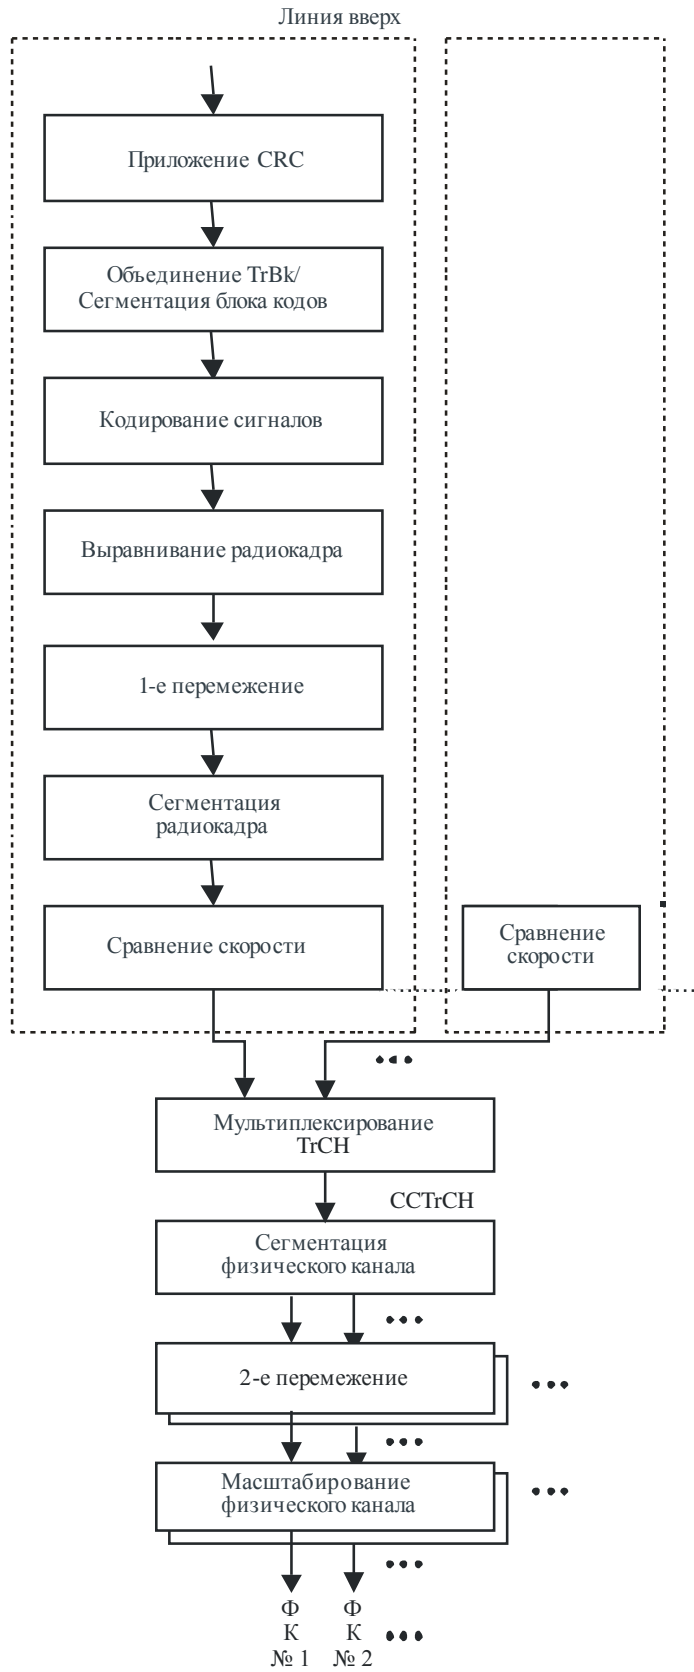 Линия вверх
Приложение CRC
Объединение TrBk/
Сегментация блока кодов
Кодирование сигналов
Выравнивание радиокадра
1-е перемежение
Сегментация
радиокадра
Сравнение скорости
Сравнение
скорости
Мультиплексирование
TrCH
CCTrCH
Сегментация
физического канала
2-е перемежение
Масштабирование
физического канала
Ф Ф
К К
№ 1 № 2